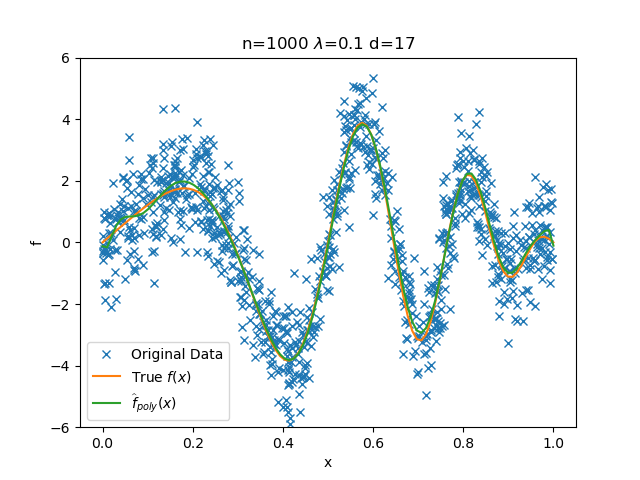 n=1000 λ=0.1 d=17
6
4
2
0
−2
−4
−6
f
Original Data
True f(x)
f̂poly(x)
0.0 0.2 0.4 0.6 0.8 1.0
x